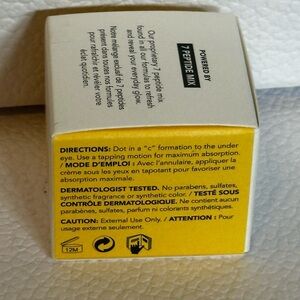 POWERED BY
7 PEPTIDE MIX
Our proprietary 7 peptide mix
found in all our formulas to refresh
and reveal your everyday glow.
Notre mélange exclusif de 7 peptides
présent dans toutes nos formules
pour rafraîchir et révéler votre
éclat quotidien.
DIRECTIONS: Dot in a "c" formation to the under
eye. Use a tapping motion for maximum absorption.
/ MODE D'EMPLOI : Avec l'annulaire, appliquer la
crème sous les yeux en tapotant pour favoriser une
absorption maximale.
DERMATOLOGIST TESTED. No parabens, sulfates,
synthetic fragrance or synthetic color. / TESTÉ SOUS
CONTRÔLE DERMATOLOGIQUE. Ne contient aucun
parabènes, sulfates, parfum ni colorants synthétiques.
CAUTION: External Use Only. / ATTENTION : Pour
usage externe seulement.
12M